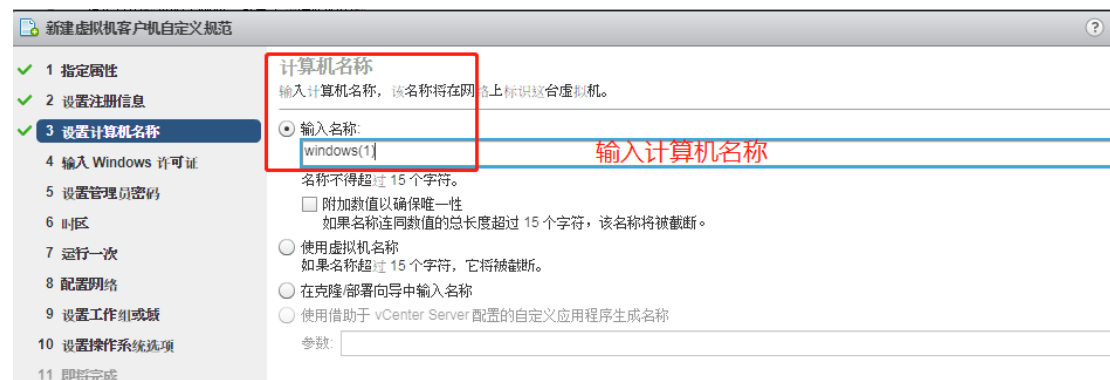 新建虚拟机客户机自定义规范
1 指定属性
2 设置注册信息
3 设置计算机名称
4 输入 Windows 许可证
5 设置管理员密码
6 时区
7 运行一次
8 配置网络
9 设置工作组或域
10 设置操作系统选项
11 即将完成
计算机名称
输入计算机名称，该名称将在网络上标识这台虚拟机。
输入名称:
windows(1)
输入计算机名称
名称不得超过 15 个字符。
附加数值以确保唯一性
如果名称连同数值的总长度超过 15 个字符，该名称将被截断。
使用虚拟机名称
如果名称超过 15 个字符，它将被截断。
在克隆/部署向导中输入名称
使用借助于 vCenter Server 配置的自定义应用程序生成名称
参数: